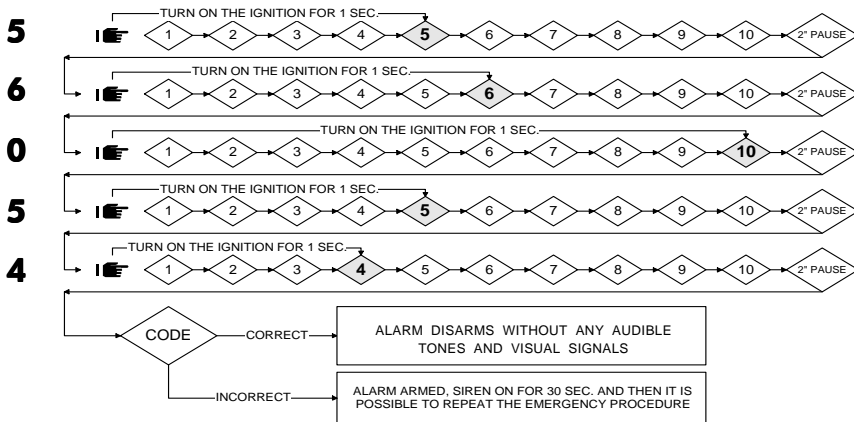 TURN ON THE IGNITION FOR 1 SEC.
5 1 2 3 4 5 6 7 8 9 10 2" PAUSE
TURN ON THE IGNITION FOR 1 SEC.
6 1 2 3 4 5 6 7 8 9 10 2" PAUSE
TURN ON THE IGNITION FOR 1 SEC.
0 1 2 3 4 5 6 7 8 9 10 2" PAUSE
TURN ON THE IGNITION FOR 1 SEC.
5 1 2 3 4 5 6 7 8 9 10 2" PAUSE
TURN ON THE IGNITION FOR 1 SEC.
4 1 2 3 4 5 6 7 8 9 10 2" PAUSE
CODE
CORRECT
ALARM DISARMS WITHOUT ANY AUDIBLE
TONES AND VISUAL SIGNALS
INCORRECT
ALARM ARMED, SIREN ON FOR 30 SEC. AND THEN IT IS
POSSIBLE TO REPEAT THE EMERGENCY PROCEDURE